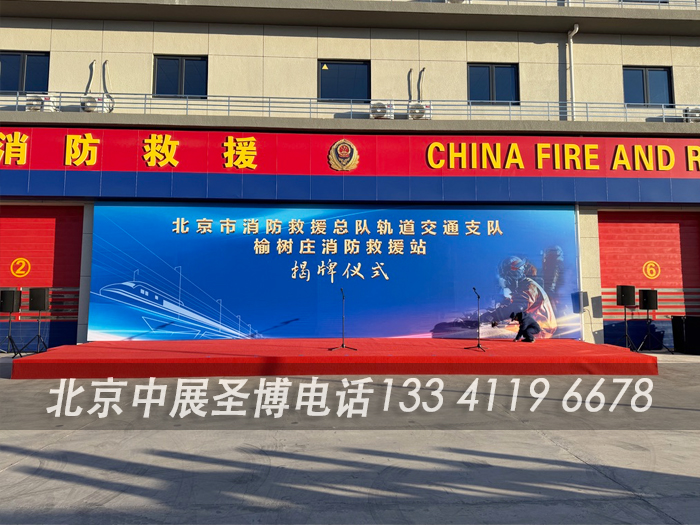 消防救援 CHINA FIRE AND R
北京市消防救援总队轨道交通支队
榆树庄消防救援站
揭牌仪式
②
⑥
北京中展圣博电话133 4119 6678